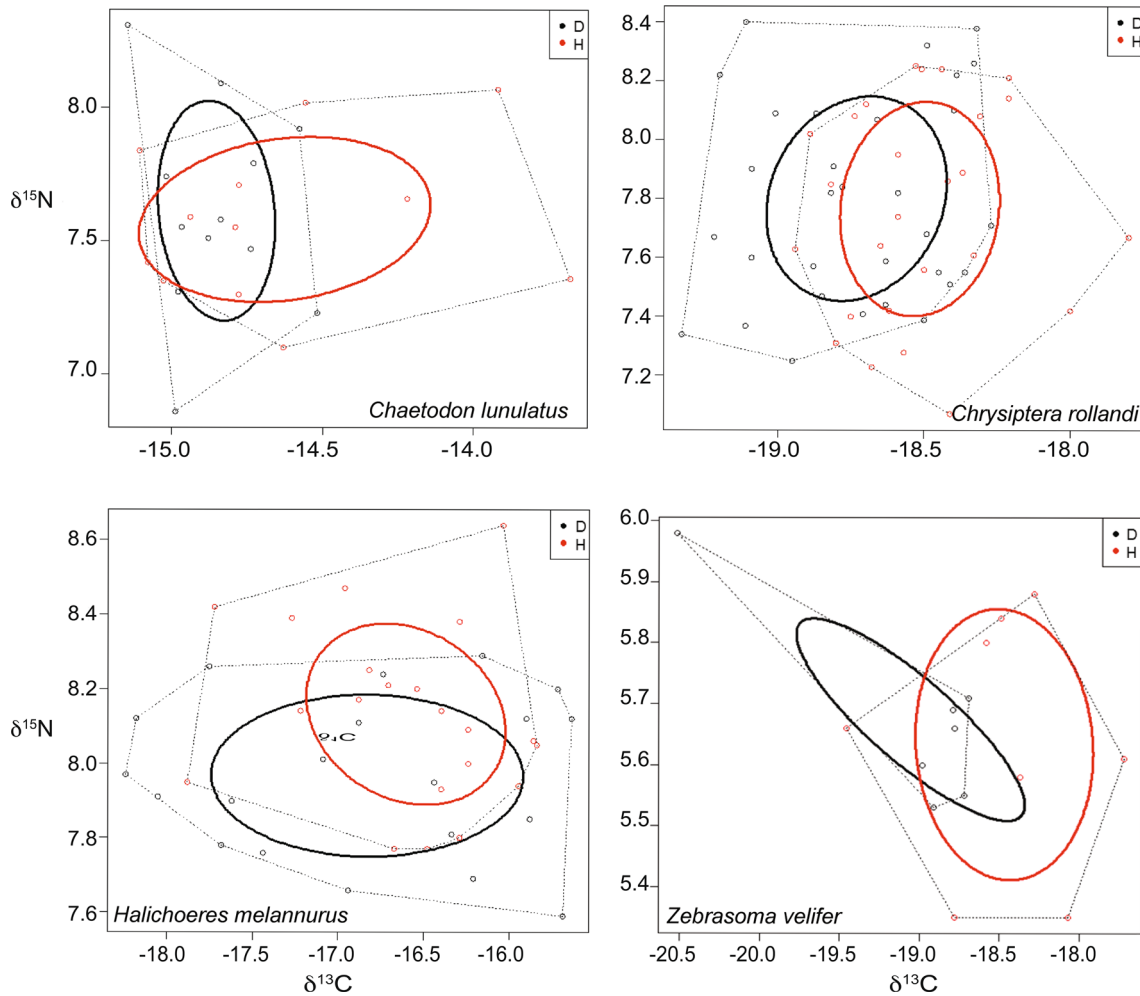 D
H
8.0
7.5
7.0
δ¹⁵N
-15.0 -14.5 -14.0
Chaetodon lunulatus
D
H
8.4
8.2
8.0
7.8
7.6
7.4
7.2
-19.0 -18.5 -18.0
Chrysiptera rollandi
D
H
8.6
8.4
8.2
8.0
7.8
7.6
δ¹⁵N
-18.0 -17.5 -17.0 -16.5 -16.0
δ¹³C
Halichoeres melannurus
D
H
6.0
5.9
5.8
5.7
5.6
5.5
5.4
-20.5 -20.0 -19.5 -19.0 -18.5 -18.0
δ¹³C
Zebrasoma velifer